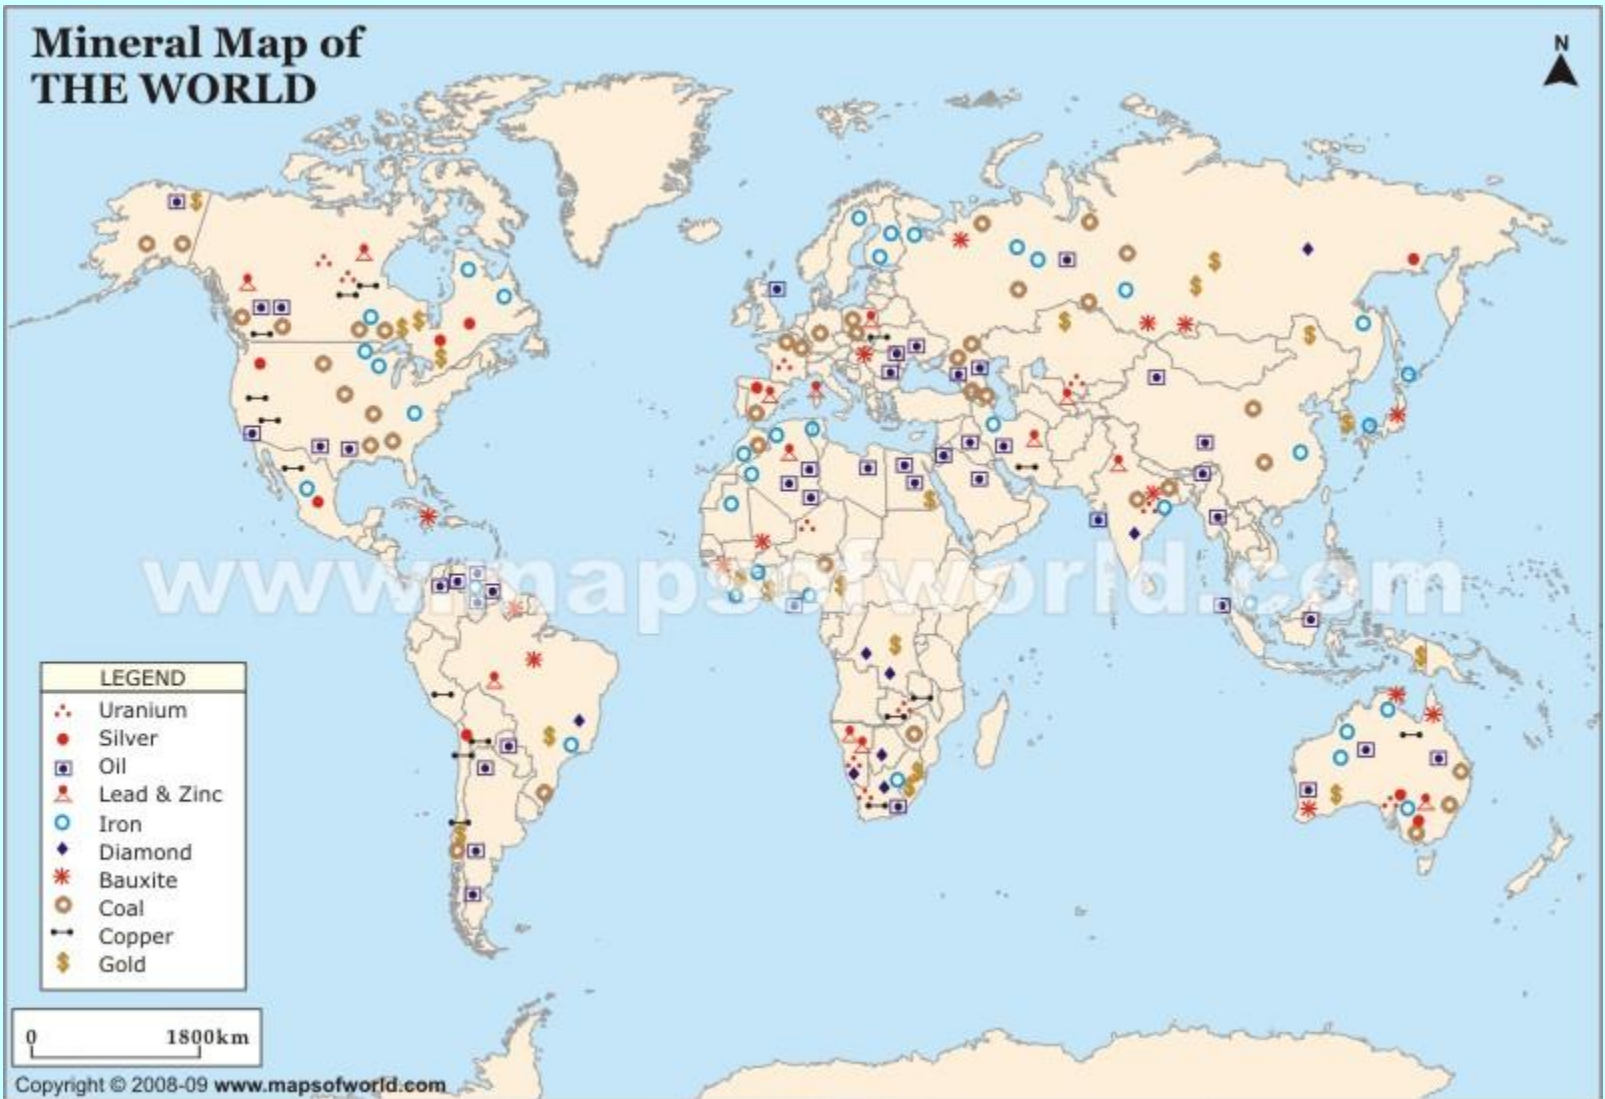 Mineral Map of
THE WORLD
N
www.mapsofworld.com
LEGEND
Uranium
Silver
Oil
Lead & Zinc
Iron
Diamond
Bauxite
Coal
Copper
Gold
0 1800km
Copyright © 2008-09 www.mapsofworld.com